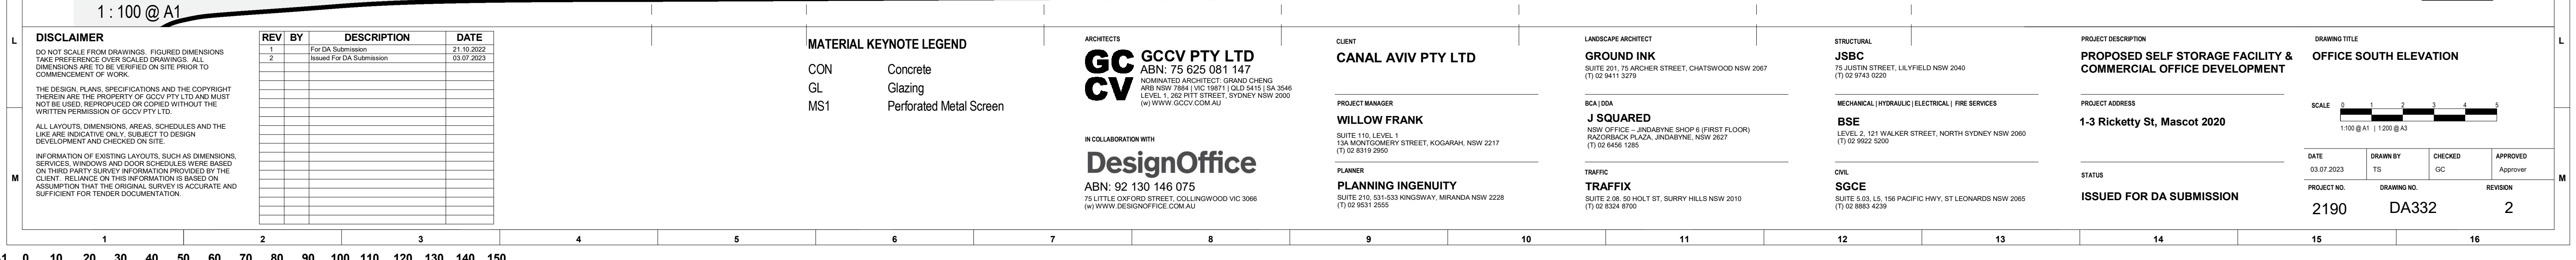 1 : 100 @ A1
L
DISCLAIMER
DO NOT SCALE FROM DRAWINGS. FIGURED DIMENSIONS
TAKE PREFERENCE OVER SCALED DRAWINGS. ALL
DIMENSIONS ARE TO BE VERIFIED ON SITE PRIOR TO
COMMENCEMENT OF WORK.
THE DESIGN, PLANS, SPECIFICATIONS AND THE COPYRIGHT
THEREIN ARE THE PROPERTY OF GCCV PTY LTD AND MUST
NOT BE USED, REPROPUCED OR COPIED WITHOUT THE
WRITTEN PERMISSION OF GCCV PTY LTD.
ALL LAYOUTS, DIMENSIONS, AREAS, SCHEDULES AND THE
LIKE ARE INDICATIVE ONLY, SUBJECT TO DESIGN
DEVELOPMENT AND CHECKED ON SITE.
INFORMATION OF EXISTING LAYOUTS, SUCH AS DIMENSIONS,
SERVICES, WINDOWS AND DOOR SCHEDULES WERE BASED
ON THIRD PARTY SURVEY INFORMATION PROVIDED BY THE
CLIENT. RELIANCE ON THIS INFORMATION IS BASED ON
ASSUMPTION THAT THE ORIGINAL SURVEY IS ACCURATE AND
SUFFICIENT FOR TENDER DOCUMENTATION.
M
REV BY DESCRIPTION DATE
1 For DA Submission 21.10.2022
2 Issued For DA Submission 03.07.2023
MATERIAL KEYNOTE LEGEND
CON Concrete
GL Glazing
MS1 Perforated Metal Screen
ARCHITECTS
GC
CV
GCCV PTY LTD
ABN: 75 625 081 147
NOMINATED ARCHITECT: GRAND CHENG
ARB NSW 7884 | VIC 19871 | QLD 5415 | SA 3546
LEVEL 1, 262 PITT STREET, SYDNEY NSW 2000
(w) WWW.GCCV.COM.AU
IN COLLABORATION WITH
DesignOffice
ABN: 92 130 146 075
75 LITTLE OXFORD STREET, COLLINGWOOD VIC 3066
(w) WWW.DESIGNOFFICE.COM.AU
CLIENT
CANAL AVIV PTY LTD
PROJECT MANAGER
WILLOW FRANK
SUITE 110, LEVEL 1
13A MONTGOMERY STREET, KOGARAH, NSW 2217
(T) 02 8319 2950
PLANNER
PLANNING INGENUITY
SUITE 210, 531-533 KINGSWAY, MIRANDA NSW 2228
(T) 02 9531 2555
LANDSCAPE ARCHITECT
GROUND INK
SUITE 201, 75 ARCHER STREET, CHATSWOOD NSW 2067
(T) 02 9411 3279
BCA | DDA
J SQUARED
NSW OFFICE – JINDABYNE SHOP 6 (FIRST FLOOR)
RAZORBACK PLAZA, JINDABYNE, NSW 2627
(T) 02 6456 1285
TRAFFIC
TRAFFIX
SUITE 2.08. 50 HOLT ST, SURRY HILLS NSW 2010
(T) 02 8324 8700
STRUCTURAL
JSBC
75 JUSTIN STREET, LILYFIELD NSW 2040
(T) 02 9743 0220
MECHANICAL | HYDRAULIC | ELECTRICAL | FIRE SERVICES
BSE
LEVEL 2, 121 WALKER STREET, NORTH SYDNEY NSW 2060
(T) 02 9922 5200
CIVIL
SGCE
SUITE 5.03, L5, 156 PACIFIC HWY, ST LEONARDS NSW 2065
(T) 02 8883 4239
PROJECT DESCRIPTION
PROPOSED SELF STORAGE FACILITY &
COMMERCIAL OFFICE DEVELOPMENT
PROJECT ADDRESS
1-3 Ricketty St, Mascot 2020
STATUS
ISSUED FOR DA SUBMISSION
DRAWING TITLE
OFFICE SOUTH ELEVATION
SCALE 0 1 2 3 4 5
1:100 @ A1 | 1:200 @ A3
DATE DRAWN BY CHECKED APPROVED
03.07.2023 TS GC Approver
PROJECT NO. DRAWING NO. REVISION
2190 DA332 2
L
M
1 2 3 4 5 6 7 8 9 10 11 12 13 14 15 16
0 10 20 30 40 50 60 70 80 90 100 110 120 130 140 150